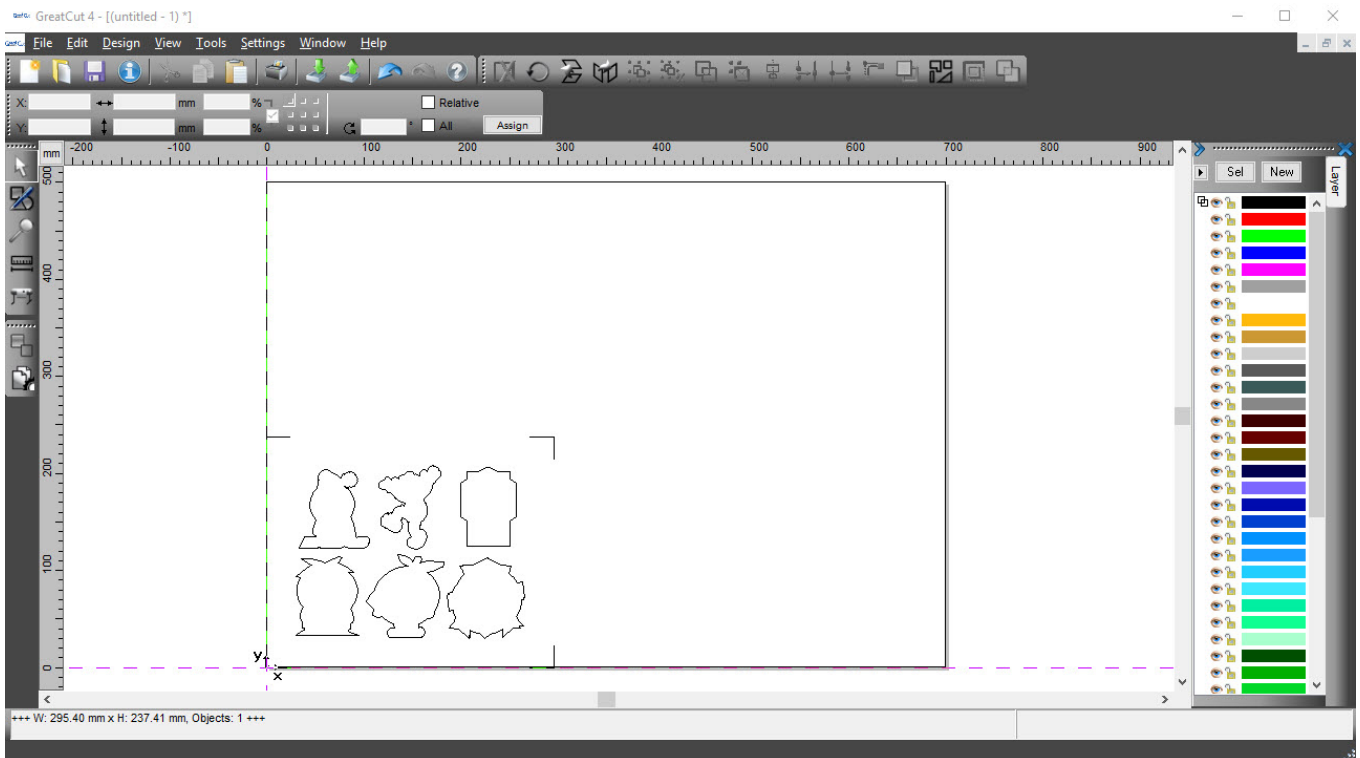 GreatCut 4 - [(untitled - 1) *]
File Edit Design View Tools Settings Window Help
X: mm % Relative
Y: mm % ° All Assign
mm -200 -100 0 100 200 300 400 500 600 700 800 900
Sel New
Layer
500
400
300
200
100
0
y
x
+++ W: 295.40 mm x H: 237.41 mm, Objects: 1 +++